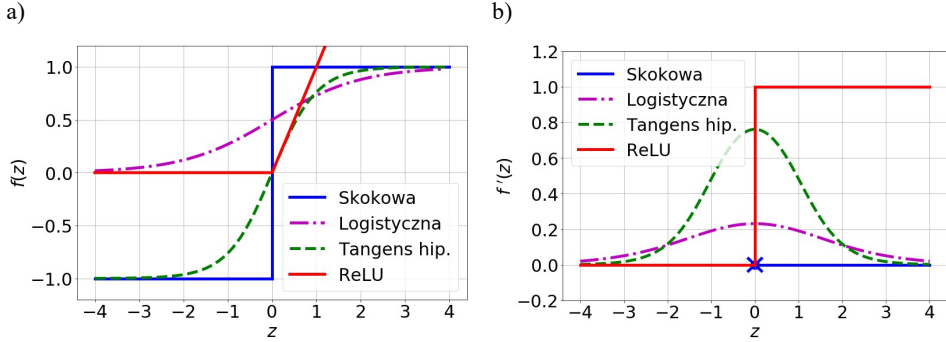 a)
b)
1.0
0.5
0.0
−0.5
−1.0
f(z)
Skokowa
Logistyczna
Tangens hip.
ReLU
−4 −3 −2 −1 0 1 2 3 4
z
1.2
1.0
0.8
0.6
0.4
0.2
0.0
−0.2
f '(z)
Skokowa
Logistyczna
Tangens hip.
ReLU
−4 −3 −2 −1 0 1 2 3 4
z